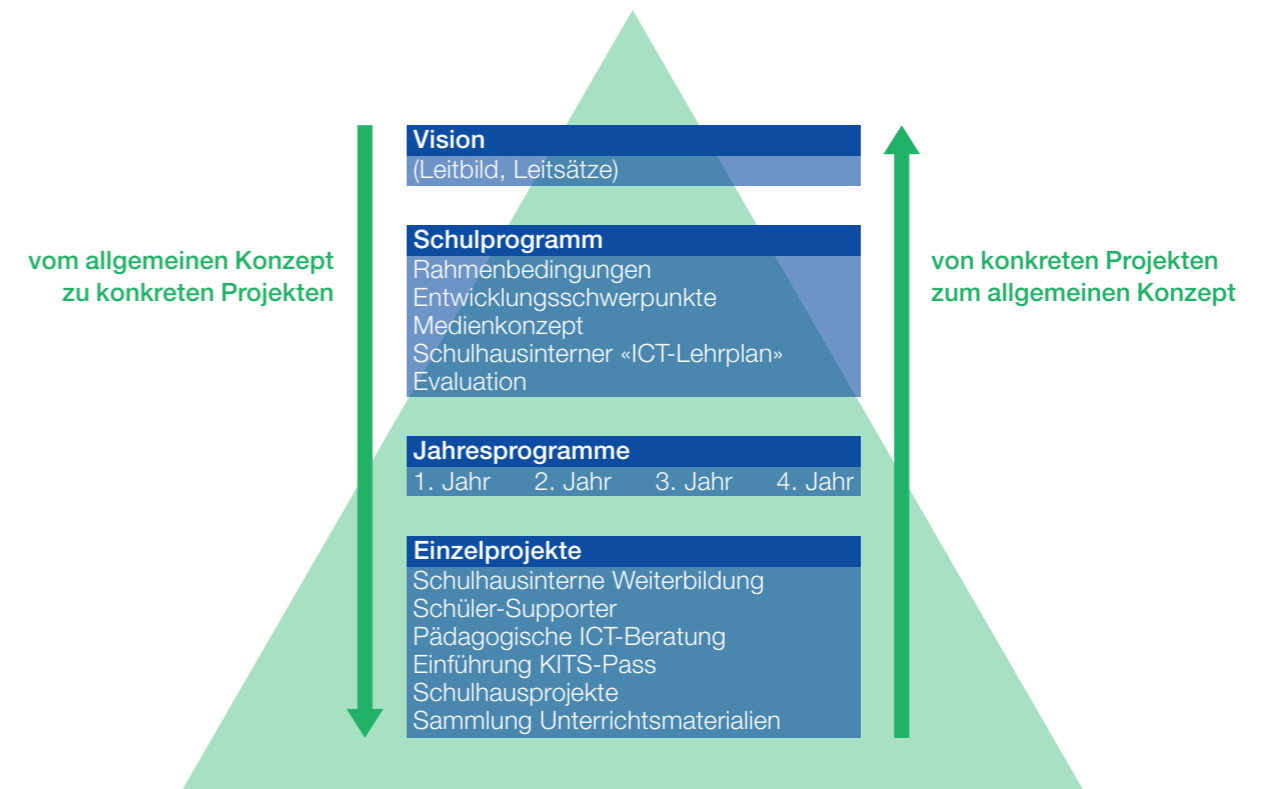 Vision
(Leitbild, Leitsätze)
vom allgemeinen Konzept
zu konkreten Projekten
Schulprogramm
Rahmenbedingungen
Entwicklungsschwerpunkte
Medienkonzept
Schulhausinterner «ICT-Lehrplan»
Evaluation
von konkreten Projekten
zum allgemeinen Konzept
Jahresprogramme
1. Jahr 2. Jahr 3. Jahr 4. Jahr
Einzelprojekte
Schulhausinterne Weiterbildung
Schüler-Supporter
Pädagogische ICT-Beratung
Einführung KITS-Pass
Schulhausprojekte
Sammlung Unterrichtsmaterialien